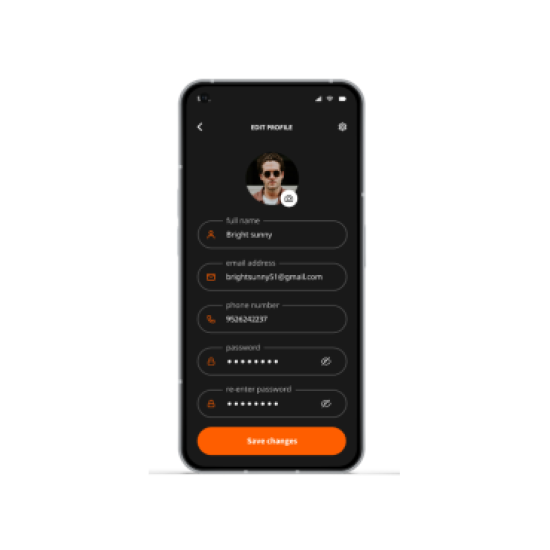 EDIT PROFILE
full name
Bright sunny
email address
brightsunny51@gmail.com
phone number
9526242237
password
re-enter password
Save changes